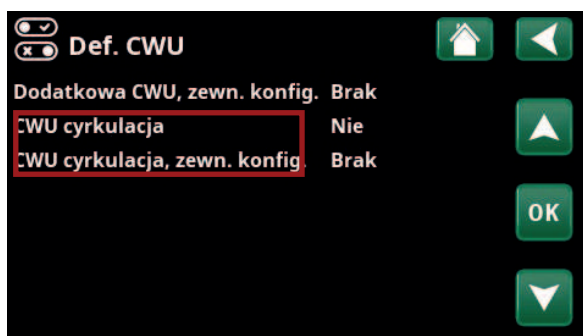 Def. CWU
Dodatkowa CWU, zewn. konfig. Brak
CWU cyrkulacja Nie
CWU cyrkulacja, zewn. konfig. Brak
OK